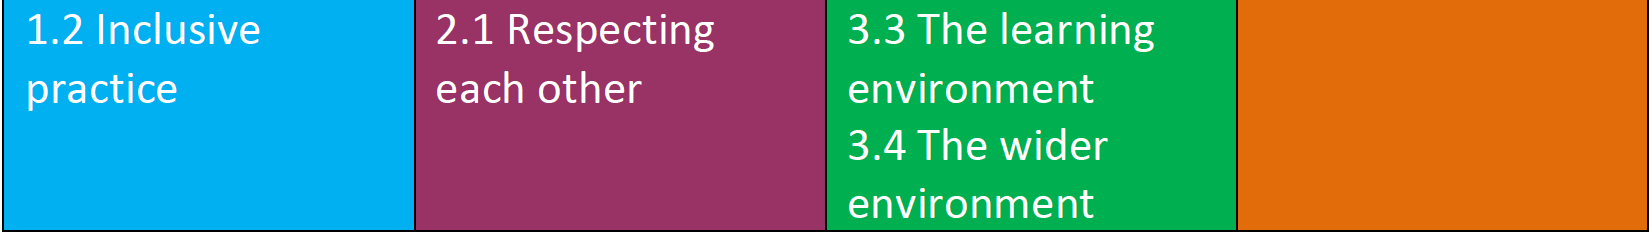 1.2 Inclusive
practice
2.1 Respecting
each other
3.3 The learning
environment
3.4 The wider
environment